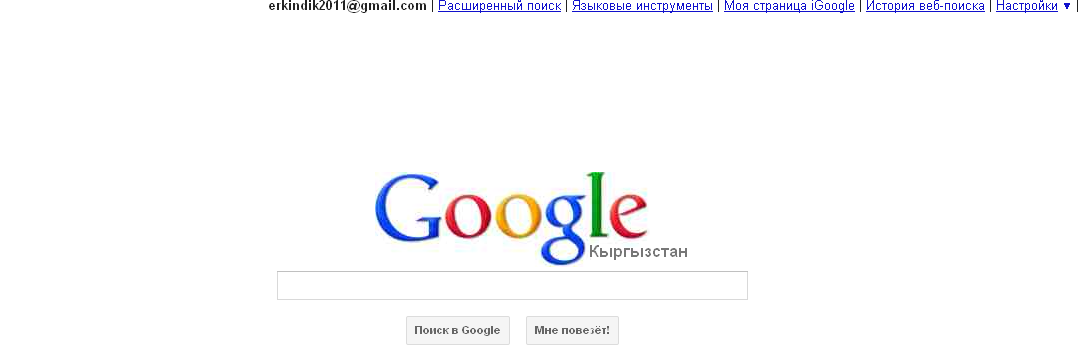 erkindik2011@gmail.com | Расширенный поиск | Языковые инструменты | Моя страница iGoogle | История веб-поиска | Настройки ▼ |
Google
Кыргызстан
Поиск в Google Мне повезёт!